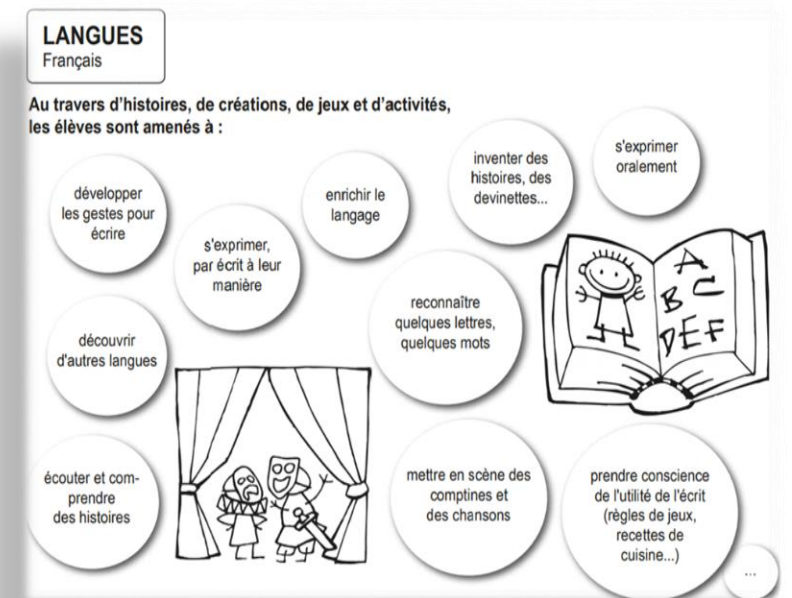 LANGUES
Français
Au travers d'histoires, de créations, de jeux et d'activités,
les élèves sont amenés à :
développer
les gestes pour
écrire
s'exprimer,
par écrit à leur
manière
enrichir le
langage
inventer des
histoires, des
devinettes...
s'exprimer
oralement
découvrir
d'autres langues
reconnaître
quelques lettres,
quelques mots
A
B C
D E F
écouter et com-
prendre
des histoires
mettre en scène des
comptines et
des chansons
prendre conscience
de l'utilité de l'écrit
(règles de jeux,
recettes de
cuisine...)
...